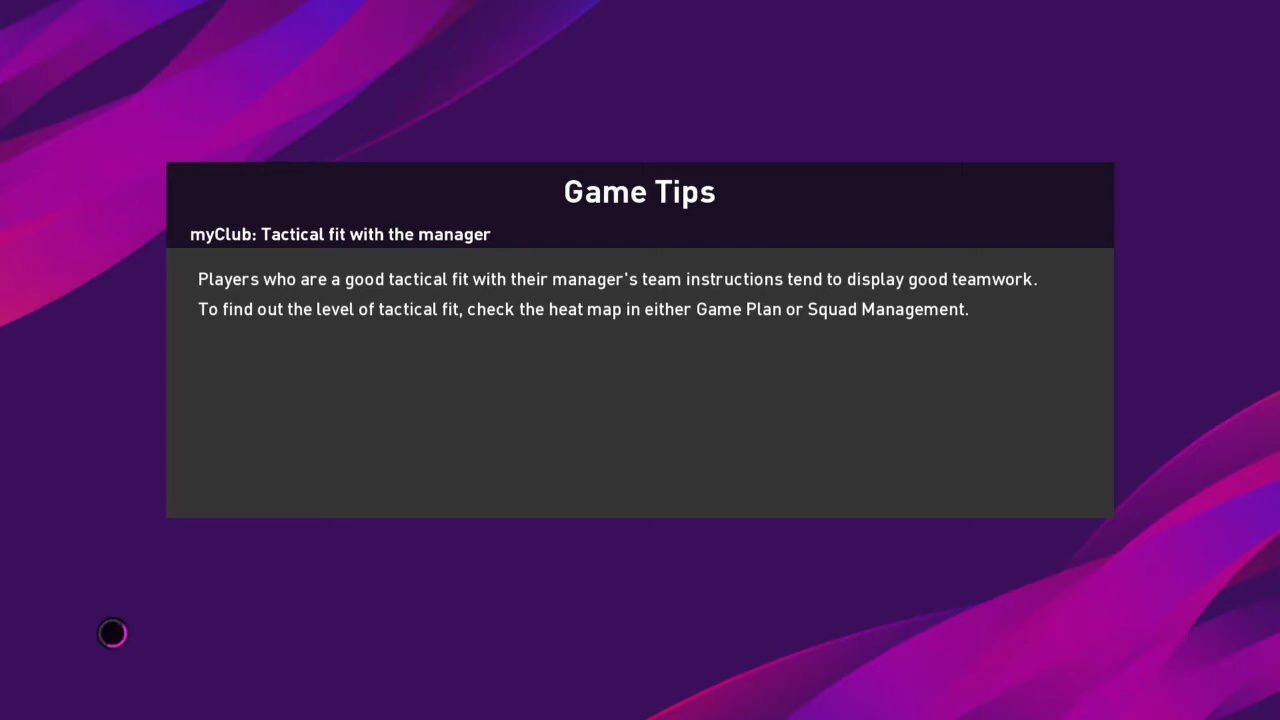 Game Tips
myClub: Tactical fit with the manager
Players who are a good tactical fit with their manager's team instructions tend to display good teamwork.
To find out the level of tactical fit, check the heat map in either Game Plan or Squad Management.